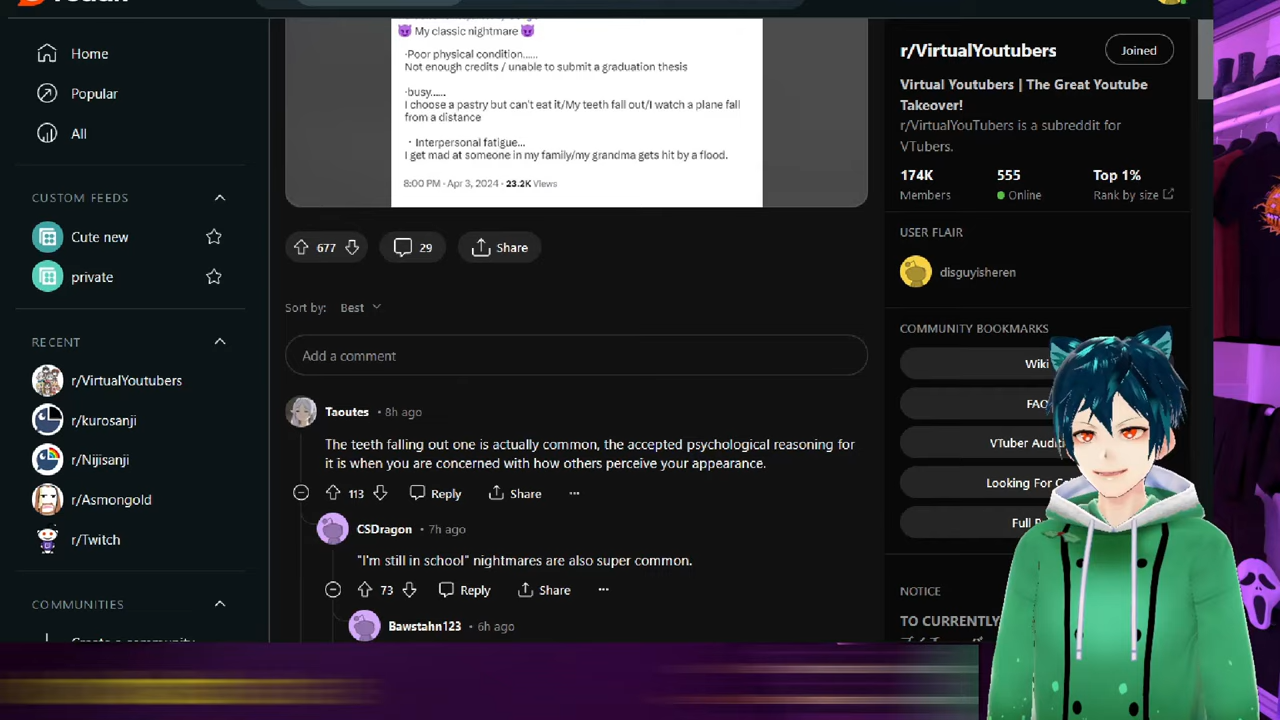 Home
Popular
All
CUSTOM FEEDS
Cute new
private
RECENT
r/VirtualYoutubers
r/kurosanji
r/Nijisanji
r/Asmongold
r/Twitch
COMMUNITIES
My classic nightmare
·Poor physical condition......
Not enough credits / unable to submit a graduation thesis
·busy......
I choose a pastry but can't eat it/My teeth fall out/I watch a plane fall
from a distance
・Interpersonal fatigue...
I get mad at someone in my family/my grandma gets hit by a flood.
8:00 PM · Apr 3, 2024 · 23.2K Views
677
29
Share
Sort by: Best
Add a comment
Taoutes • 8h ago
The teeth falling out one is actually common, the accepted psychological reasoning for
it is when you are concerned with how others perceive your appearance.
113 Reply Share ...
CSDragon • 7h ago
"I'm still in school" nightmares are also super common.
73 Reply Share ...
Bawstahn123 • 6h ago
r/VirtualYoutubers
Joined
Virtual Youtubers | The Great Youtube
Takeover!
r/VirtualYouTubers is a subreddit for
VTubers.
174K 555 Top 1%
Members Online Rank by size
USER FLAIR
disguyisheren
COMMUNITY BOOKMARKS
Wiki
FAQ
VTuber
Looking For
Full
NOTICE
TO CURRENTLY